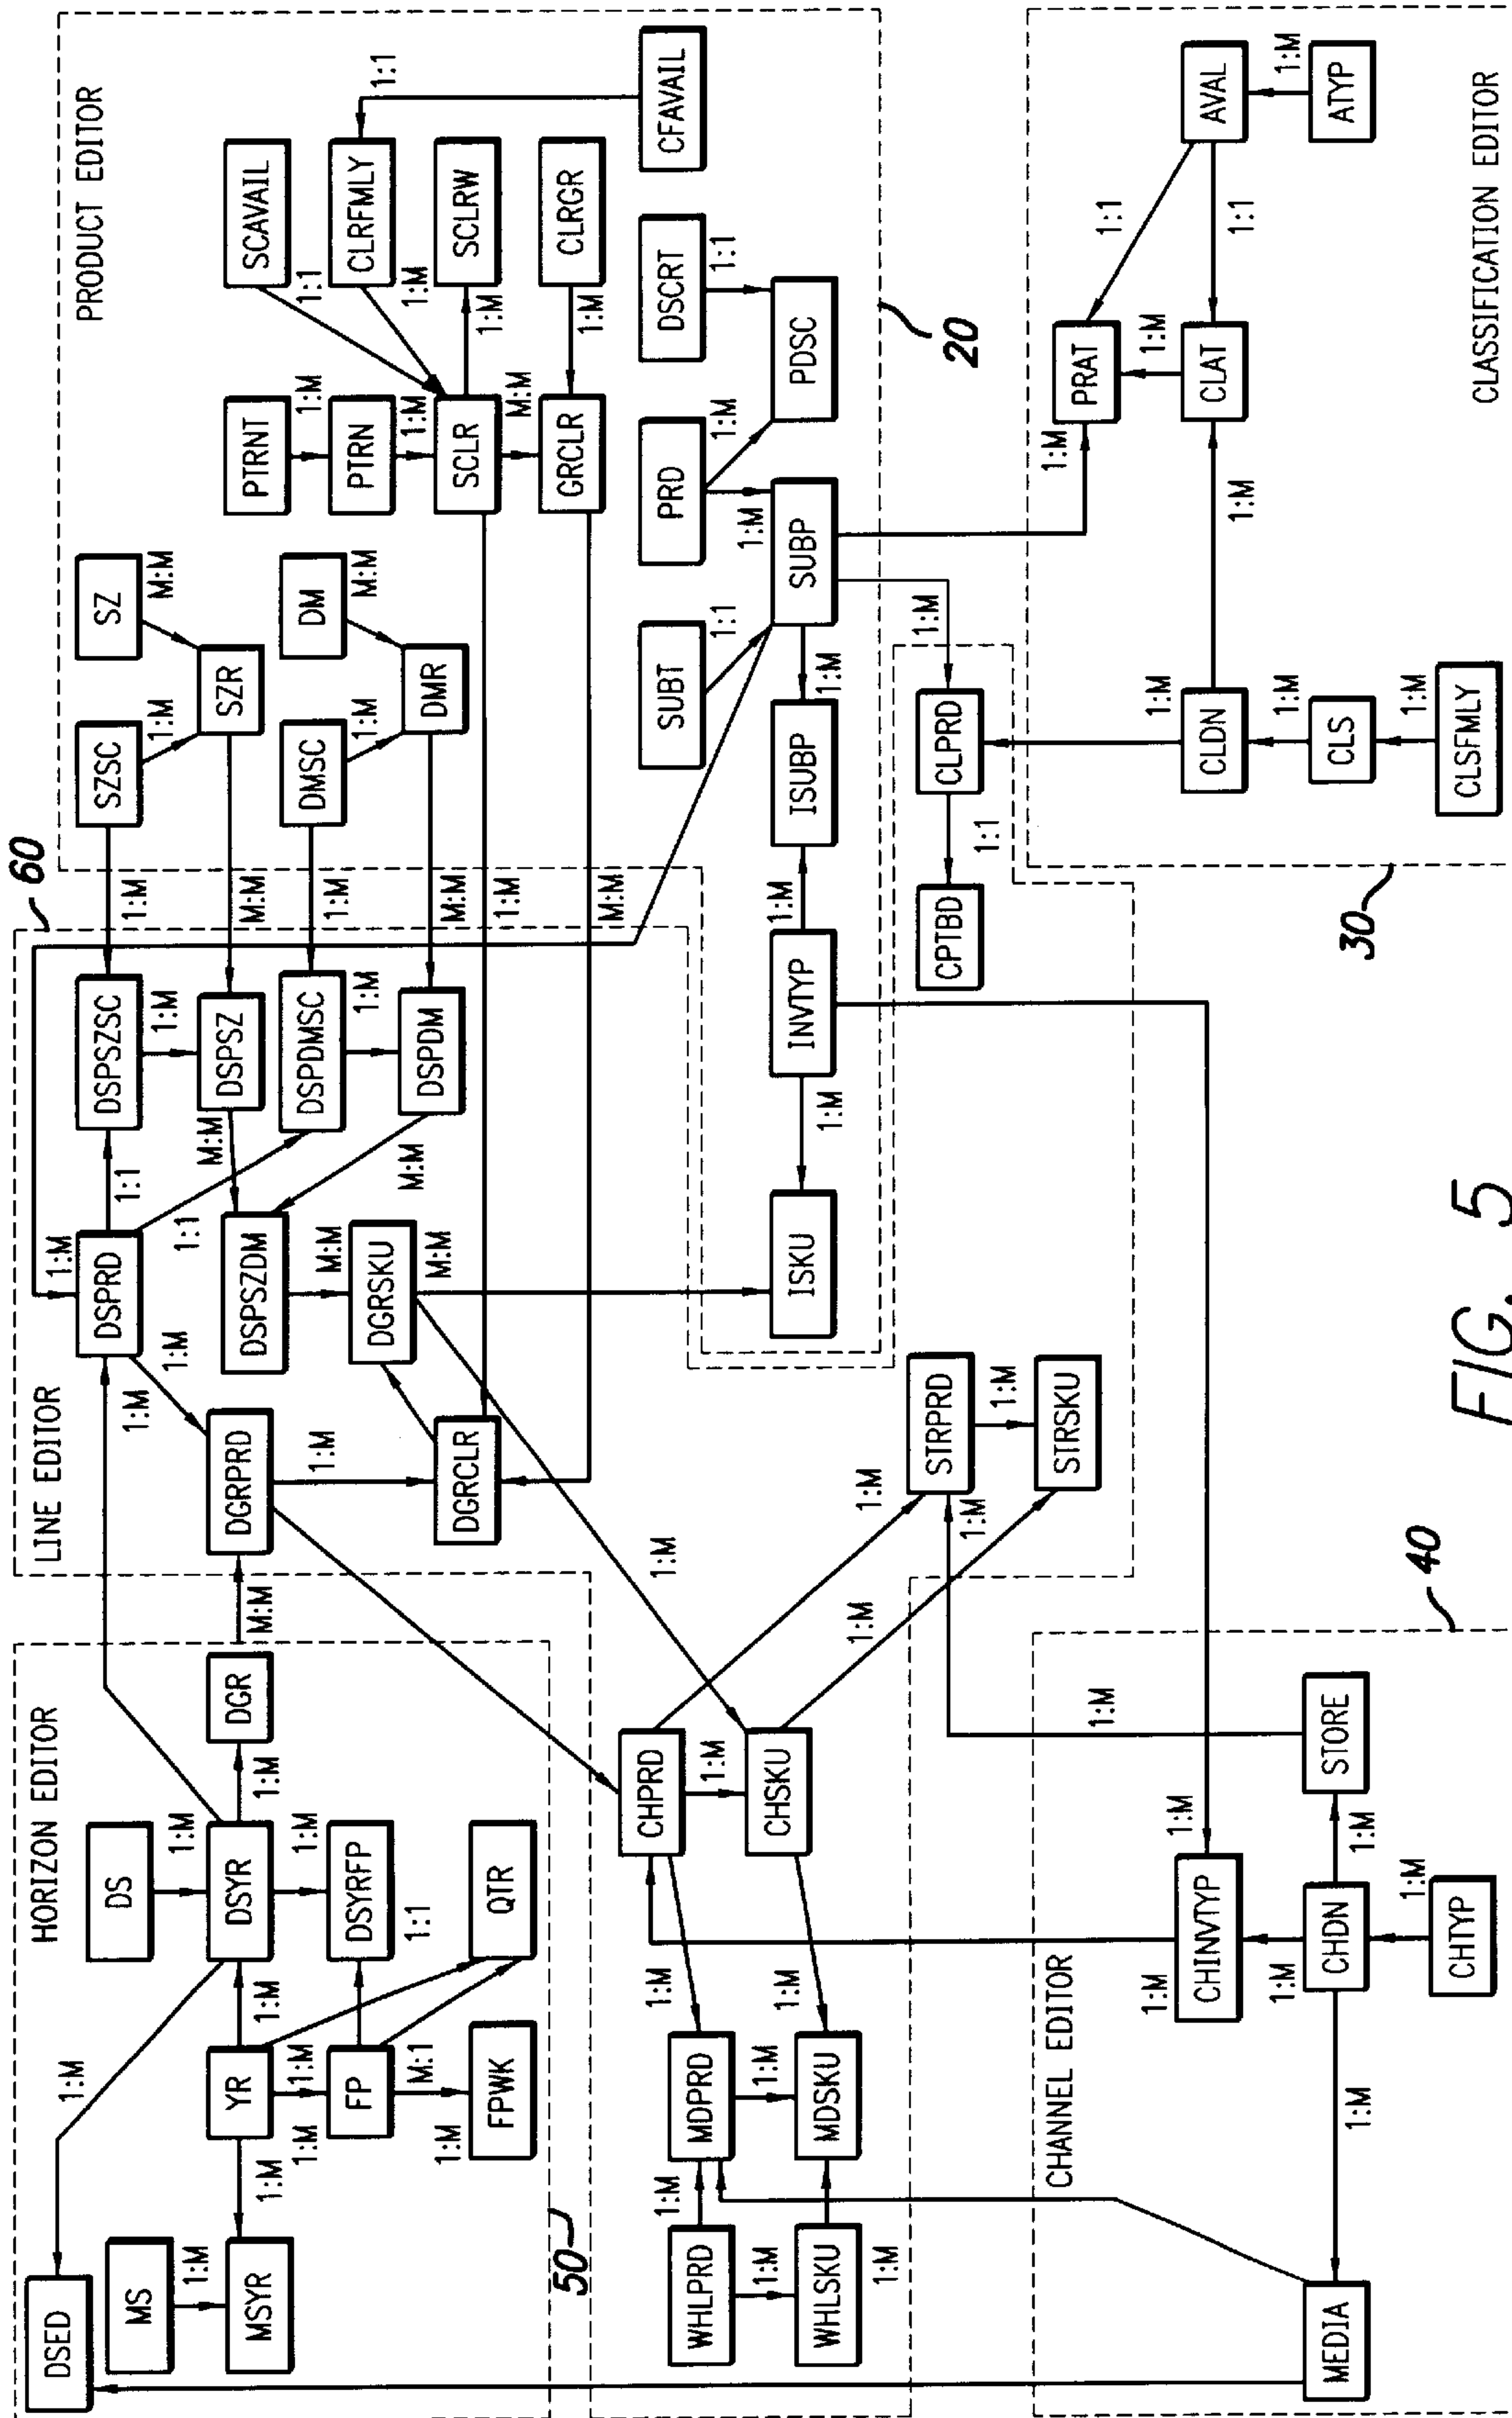 HORIZON EDITOR
DSED
MS
1:M
MSYR
1:M
1:M
YR
1:M
1:M
1:M
FP
M:1
1:M
FPWK
DS
1:M
DSYR
1:M
DSYRFP
1:1
QTR
1:M
DGR
M:M
50
LINE EDITOR
60
DSPRD
1:M
1:M
1:M
1:1
1:1
DGRPRD
1:M
DGRCLR
DSPSZSC
1:M
DSPSZ
M:M
DSPDMSC
1:M
DSPDM
M:M
DSPSZDM
M:M
DGRSKU
M:M
1:M
1:M
M:M
1:M
M:M
1:M
M:M
PRODUCT EDITOR
SZSC
1:M
SZ
M:M
SZR
DMSC
1:M
DM
M:M
DMR
PTRNT
1:M
PTRN
1:M
SCLR
M:M
GRCLR
SCAVAIL
1:1
CLRFMLY
1:M
1:1
SCLRW
1:M
CLRGR
1:M
CFAVAIL
SUBT
1:1
PRD
1:M
1:M
DSCRT
1:1
PDSC
SUBP
1:M
ISUBP
1:M
INVTYP
1:M
ISKU
20
1:M
CLPRD
1:1
CPTBD
CHPRD
1:M
CHSKU
1:M
1:M
MDPRD
1:M
MDSKU
WHLPRD
1:M
1:M
WHLSKU
1:M
1:M
STRPRD
1:M
1:M
STRSKU
1:M
CHANNEL EDITOR
40
MEDIA
1:M
CHINVTYP
1:M
1:M
1:M
CHDN
1:M
STORE
1:M
CHTYP
1:M
CLASSIFICATION EDITOR
30
PRAT
1:M
1:M
CLAT
1:M
1:1
1:1
AVAL
1:M
ATYP
CLDN
1:M
CLS
1:M
CLSFMLY
1:M
FIG. 5